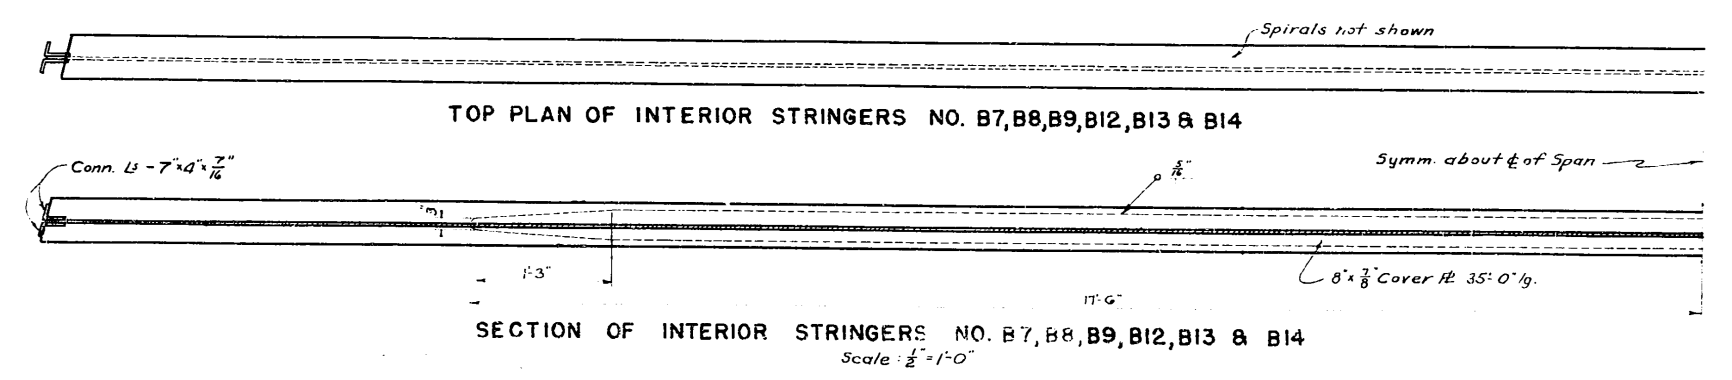 Spirals not shown
TOP PLAN OF INTERIOR STRINGERS NO. B7, B8, B9, B12, B13 & B14
Conn. Ls - 7"x4"x 7/16"
Symm. about ℄ of Span
5/16"
3"
1'-3"
8"x 7/8" Cover PL 35'-0" lg.
17'-6"
SECTION OF INTERIOR STRINGERS NO. B7, B8, B9, B12, B13 & B14
Scale: 1/2"=1'-0"